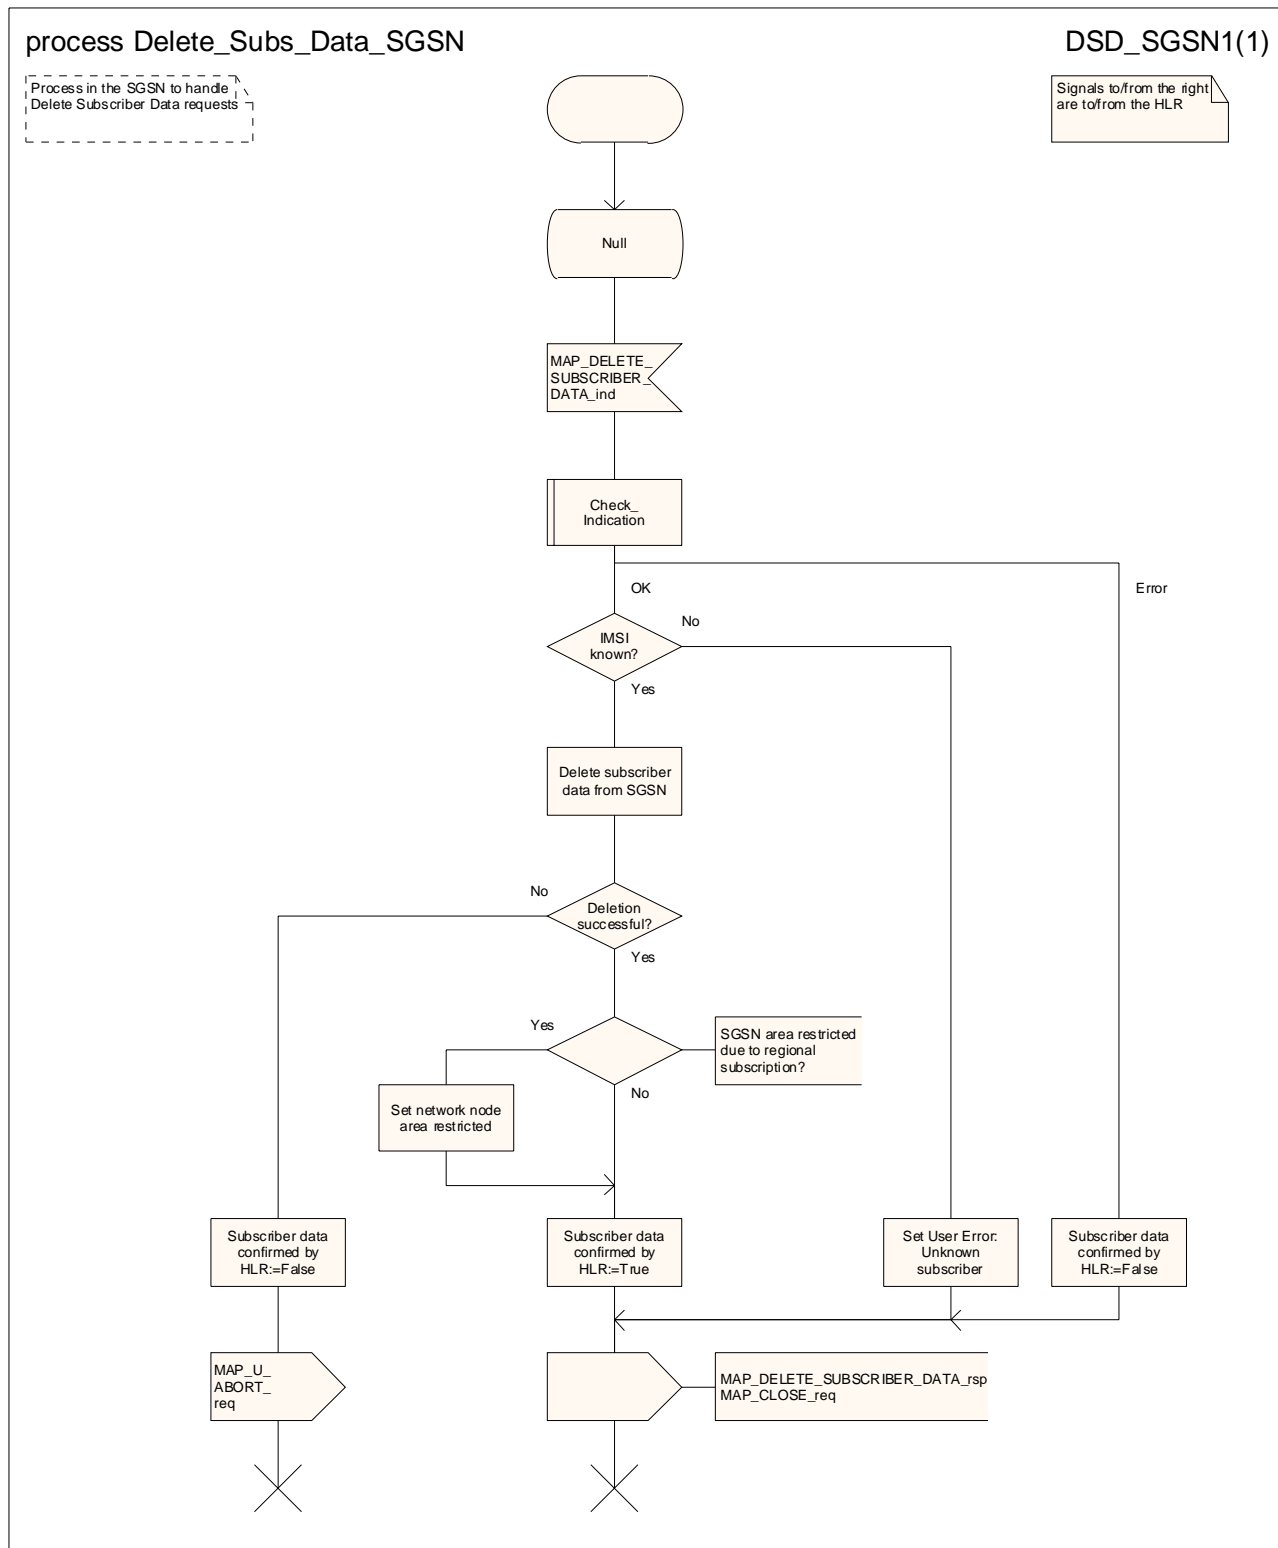 process Delete_Subs_Data_SGSN
DSD_SGSN1(1)
Process in the SGSN to handle
Delete Subscriber Data requests
Signals to/from the right
are to/from the HLR
Null
MAP_DELETE_
SUBSCRIBER_
DATA_ind
Check_
Indication
OK
Error
IMSI
known?
No
Yes
Delete subscriber
data from SGSN
No
Deletion
successful?
Yes
Yes
SGSN area restricted
due to regional
subscription?
No
Set network node
area restricted
Subscriber data
confirmed by
HLR:=False
Subscriber data
confirmed by
HLR:=True
Set User Error:
Unknown
subscriber
Subscriber data
confirmed by
HLR:=False
MAP_U_
ABORT_
req
MAP_DELETE_SUBSCRIBER_DATA_rsp
MAP_CLOSE_req